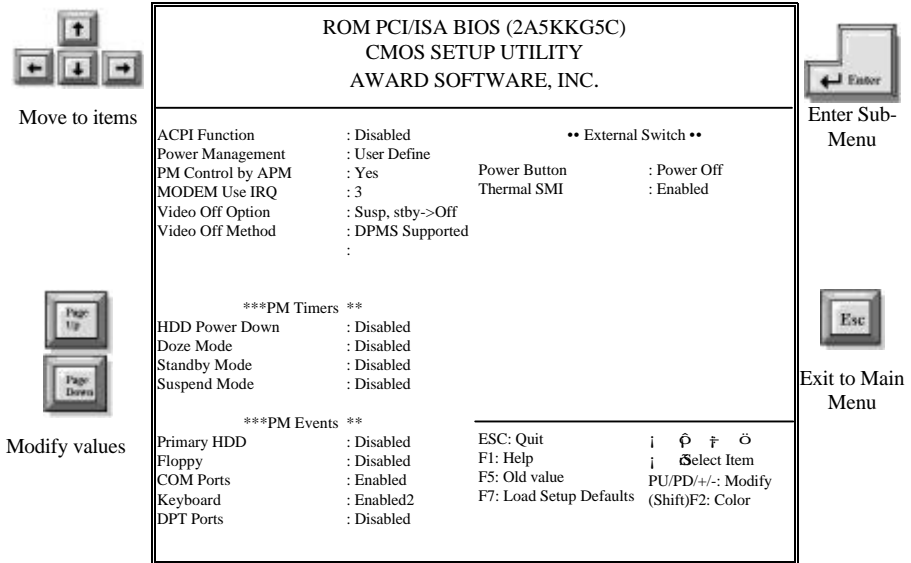 ROM PCI/ISA BIOS (2A5KKG5C)
CMOS SETUP UTILITY
AWARD SOFTWARE, INC.
Move to items
Enter
Enter Sub-
Menu
ACPI Function : Disabled
Power Management : User Define
PM Control by APM : Yes
MODEM Use IRQ : 3
Video Off Option : Susp, stby->Off
Video Off Method : DPMS Supported
:
•• External Switch ••
Power Button : Power Off
Thermal SMI : Enabled
***PM Timers **
HDD Power Down : Disabled
Doze Mode : Disabled
Standby Mode : Disabled
Suspend Mode : Disabled
Page
Up
Page
Down
Modify values
Esc
Exit to Main
Menu
***PM Events **
Primary HDD : Disabled
Floppy : Disabled
COM Ports : Enabled
Keyboard : Enabled2
DPT Ports : Disabled
ESC: Quit
F1: Help ¡ Select Item
F5: Old value PU/PD/+/-: Modify
F7: Load Setup Defaults (Shift)F2: Color